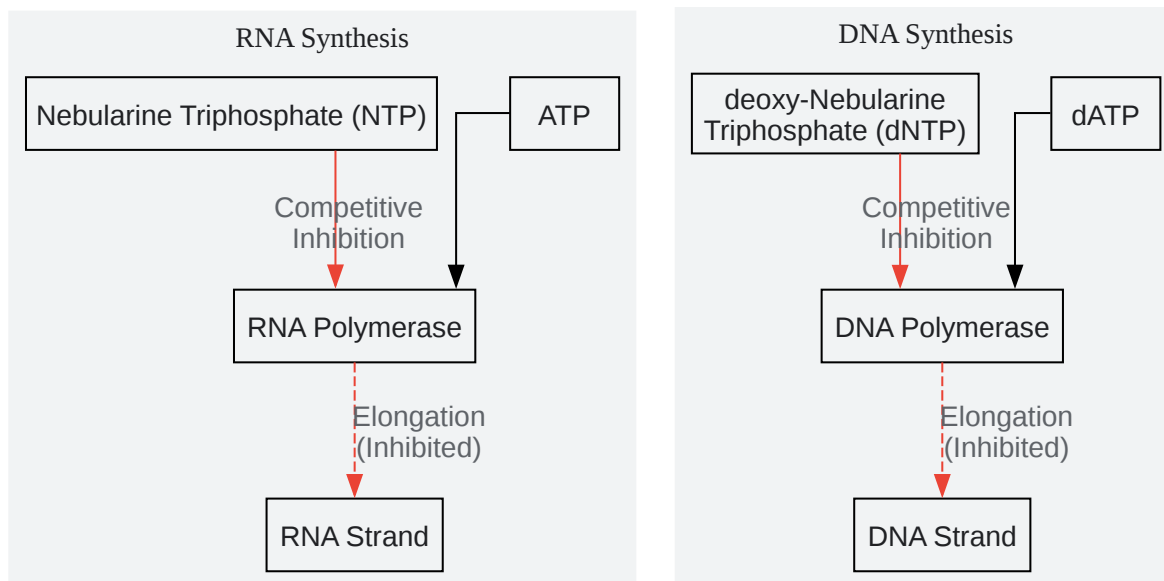 RNA Synthesis
Nebularine Triphosphate (NTP)
ATP
Competitive
Inhibition
RNA Polymerase
Elongation
(Inhibited)
RNA Strand
DNA Synthesis
deoxy-Nebularine
Triphosphate (dNTP)
dATP
Competitive
Inhibition
DNA Polymerase
Elongation
(Inhibited)
DNA Strand